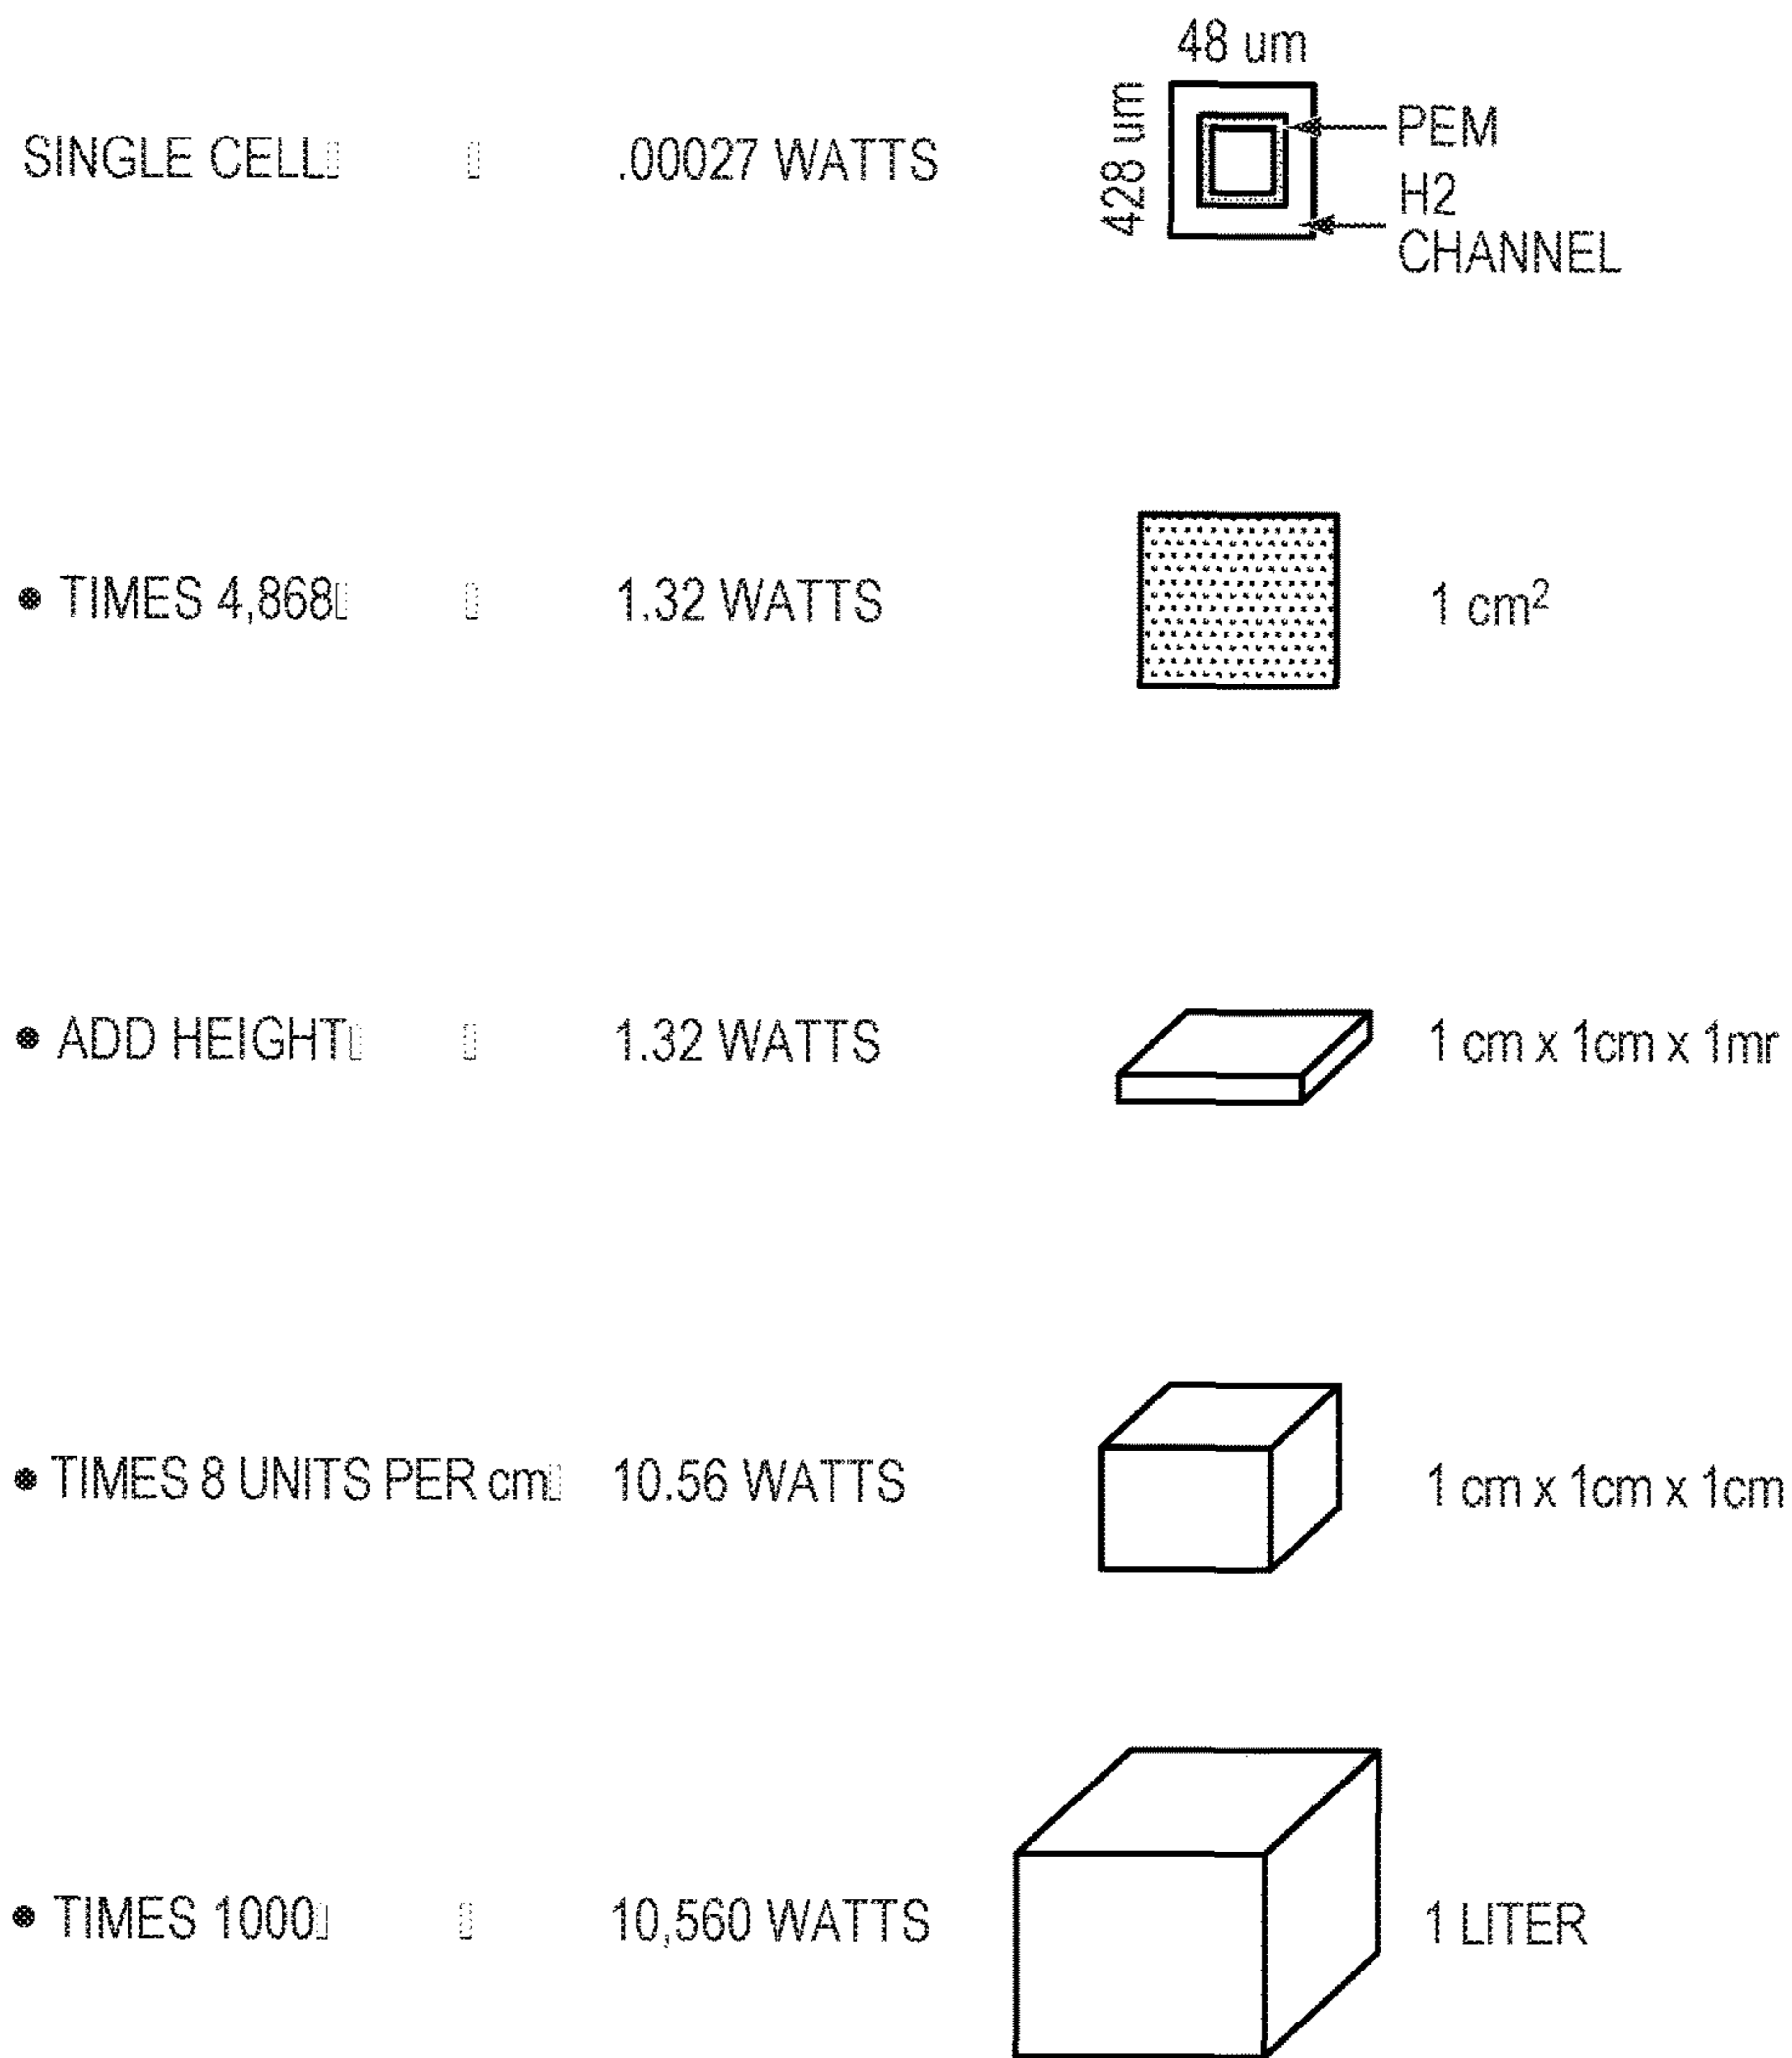 48 um
428 um
SINGLE CELL .00027 WATTS
PEM
H2
CHANNEL
• TIMES 4,868 1.32 WATTS 1 cm²
• ADD HEIGHT 1.32 WATTS 1 cm x 1cm x 1mr
• TIMES 8 UNITS PER cm 10.56 WATTS 1 cm x 1cm x 1cm
• TIMES 1000 10,560 WATTS 1 LITER